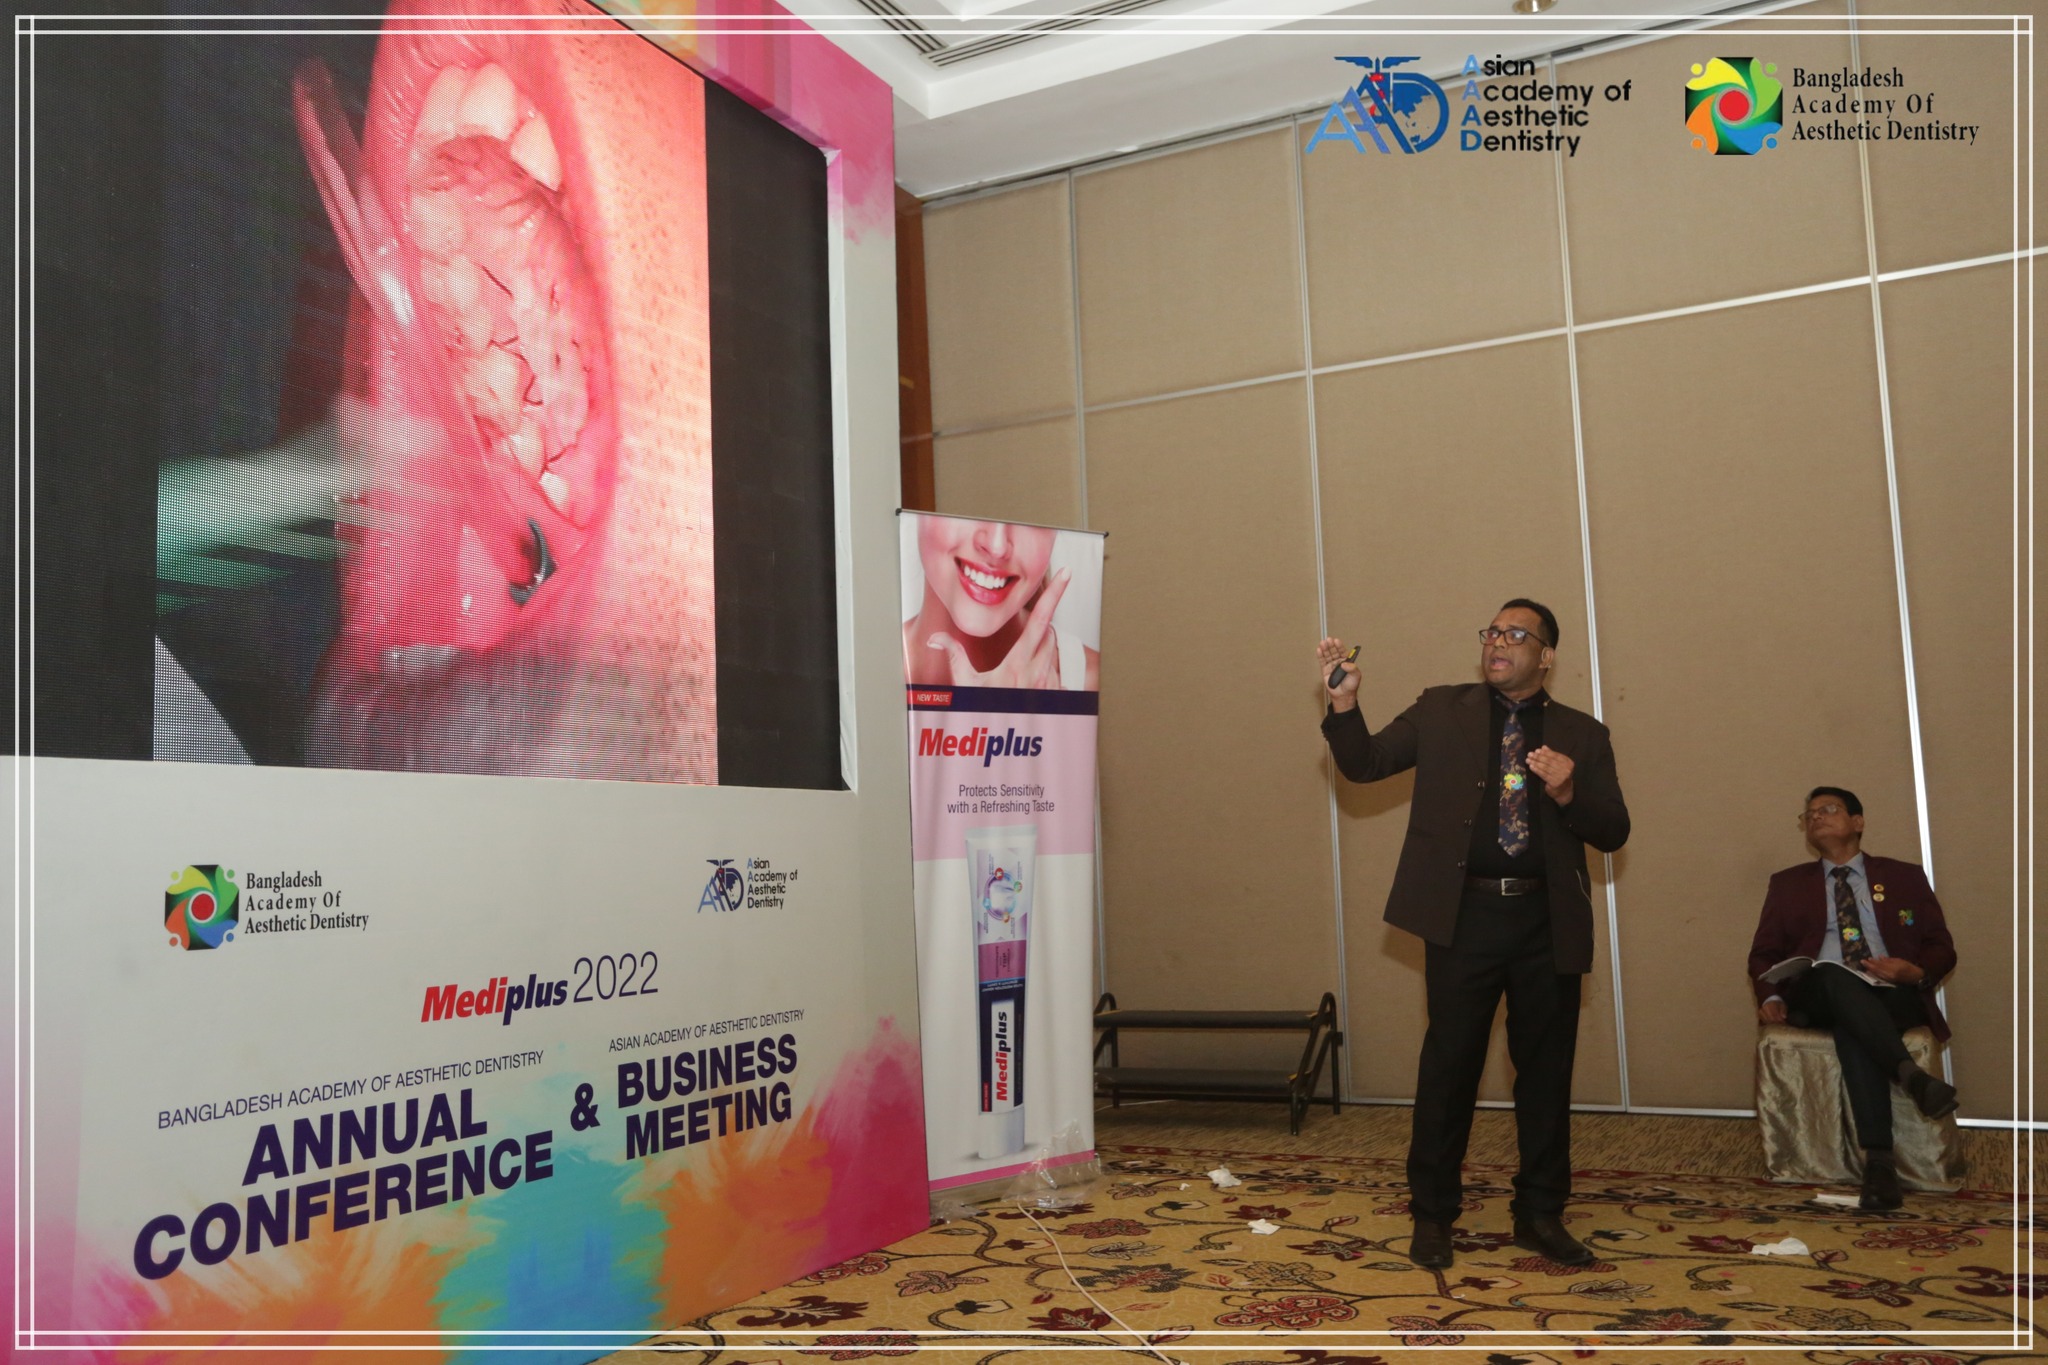 Asian
Academy of
Aesthetic
Dentistry
Bangladesh
Academy Of
Aesthetic Dentistry
NEW TASTE
Mediplus
Protects Sensitivity
with a Refreshing Taste
Mediplus
Bangladesh
Academy Of
Aesthetic Dentistry
Asian
Academy of
Aesthetic
Dentistry
Mediplus 2022
BANGLADESH ACADEMY OF AESTHETIC DENTISTRY
ANNUAL
CONFERENCE
&
ASIAN ACADEMY OF AESTHETIC DENTISTRY
BUSINESS
MEETING